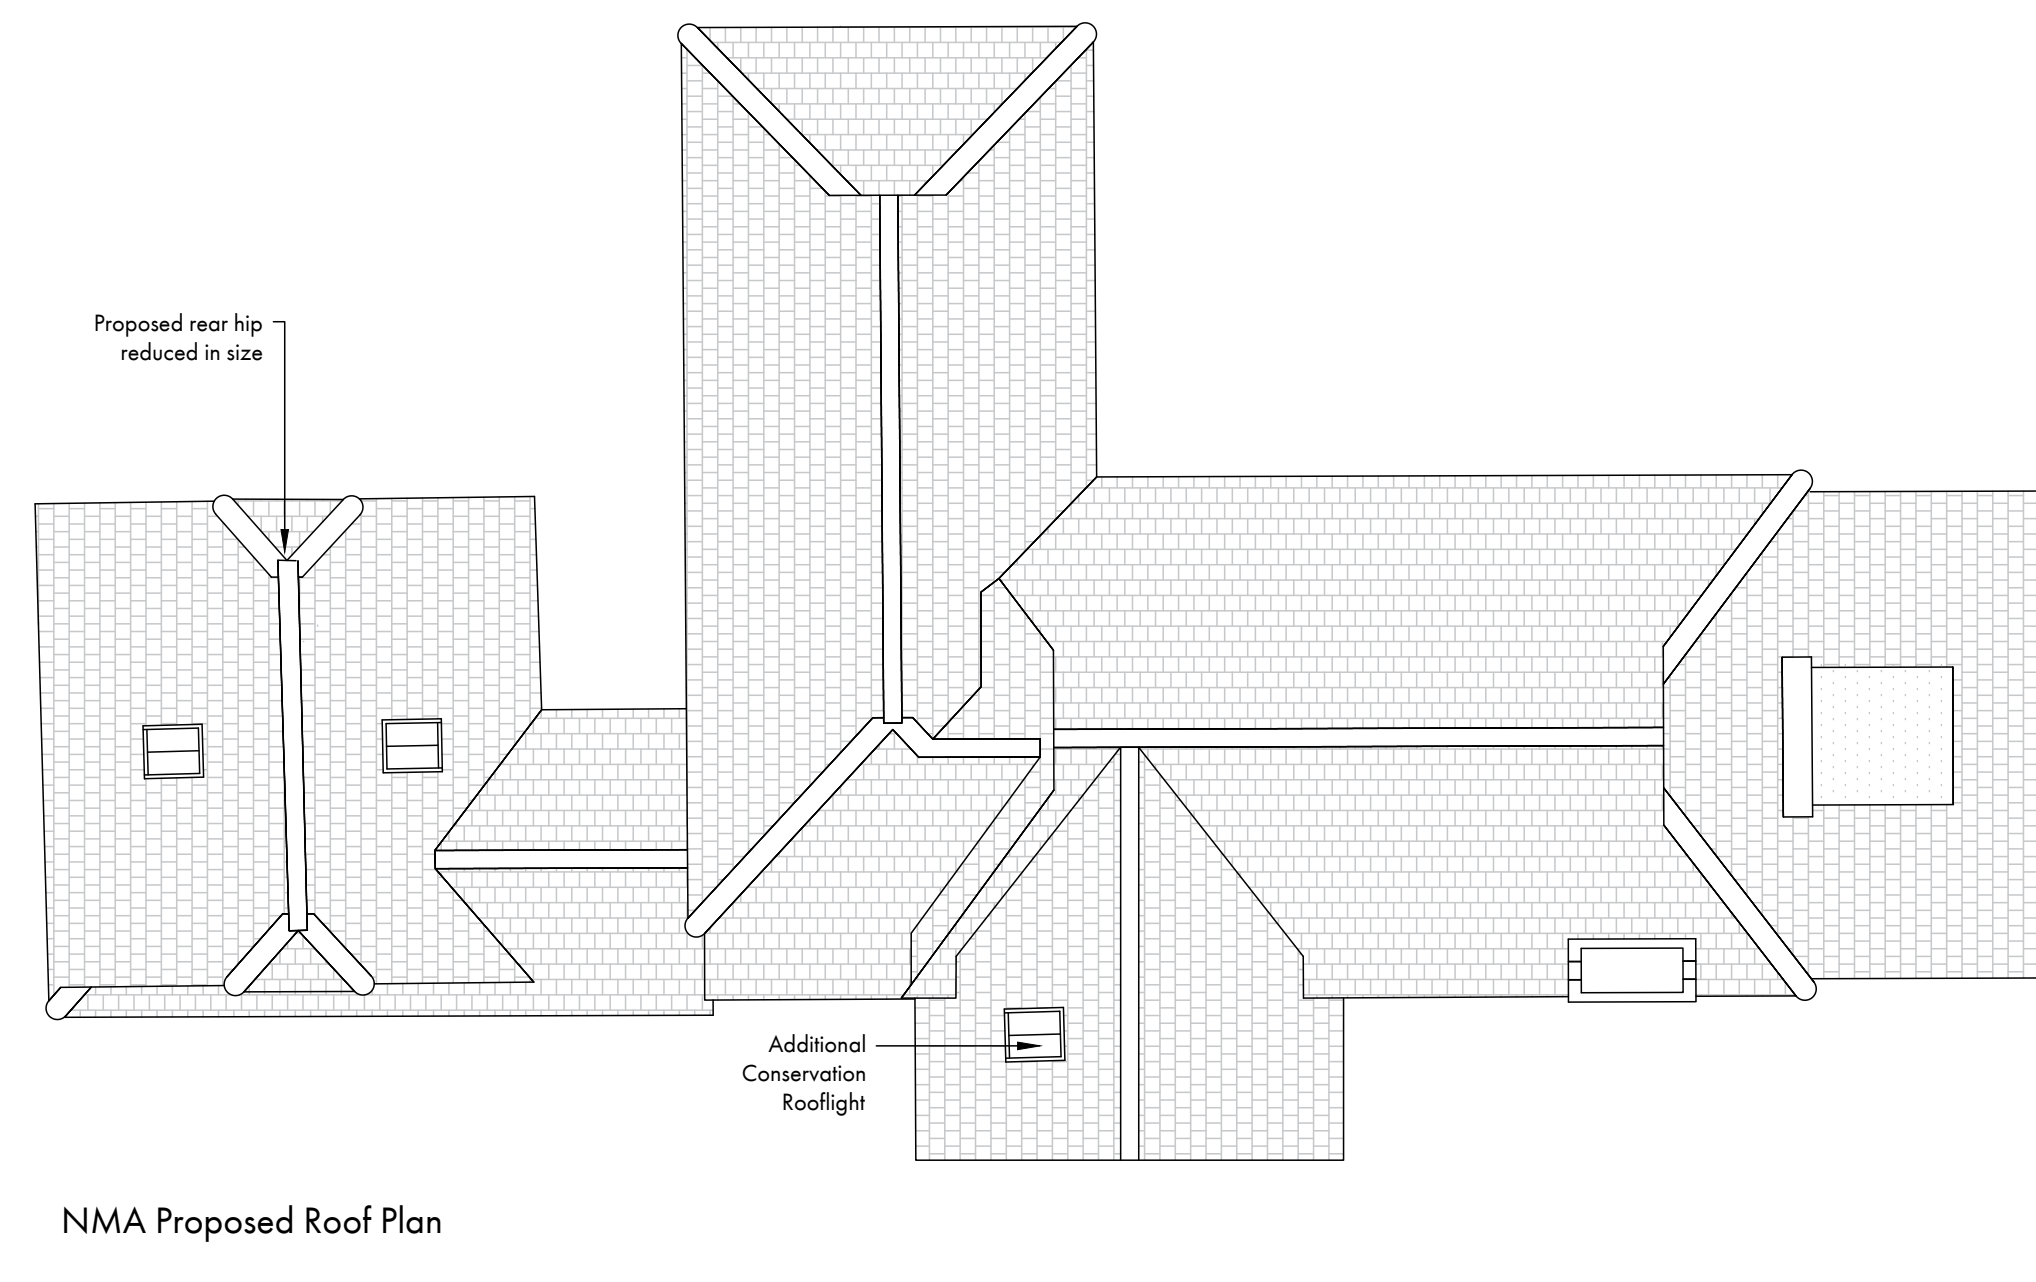 Proposed rear hip
reduced in size
Additional
Conservation
Rooflight
NMA Proposed Roof Plan